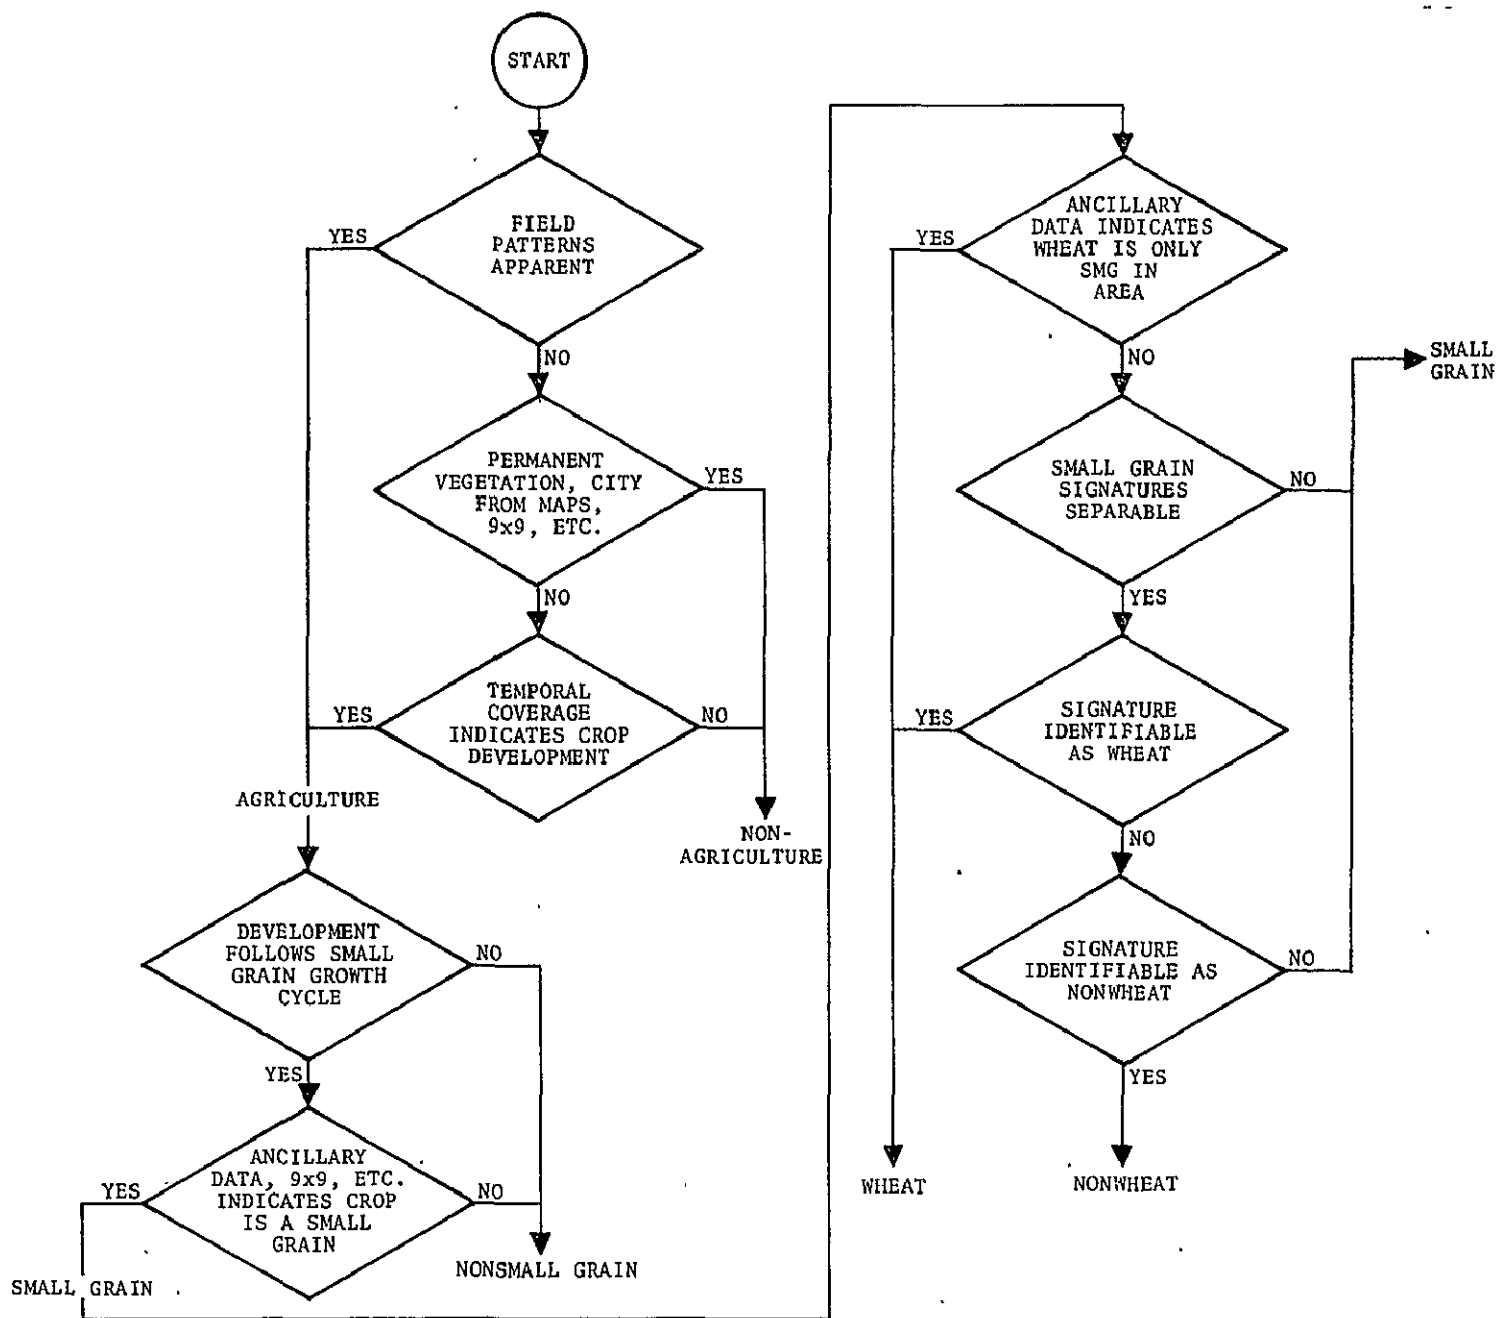 START
FIELD
PATTERNS
APPARENT
YES
NO
PERMANENT
VEGETATION, CITY
FROM MAPS,
9x9, ETC.
YES
NO
TEMPORAL
COVERAGE
INDICATES CROP
DEVELOPMENT
YES
NO
AGRICULTURE
NON-
AGRICULTURE
DEVELOPMENT
FOLLOWS SMALL
GRAIN GROWTH
CYCLE
NO
YES
ANCILLARY
DATA, 9x9, ETC.
INDICATES CROP
IS A SMALL
GRAIN
YES
NO
SMALL GRAIN
NONSMALL GRAIN
ANCILLARY
DATA INDICATES
WHEAT IS ONLY
SMG IN
AREA
YES
NO
SMALL
GRAIN
SMALL GRAIN
SIGNATURES
SEPARABLE
NO
YES
SIGNATURE
IDENTIFIABLE
AS WHEAT
YES
NO
SIGNATURE
IDENTIFIABLE AS
NONWHEAT
NO
YES
WHEAT
NONWHEAT